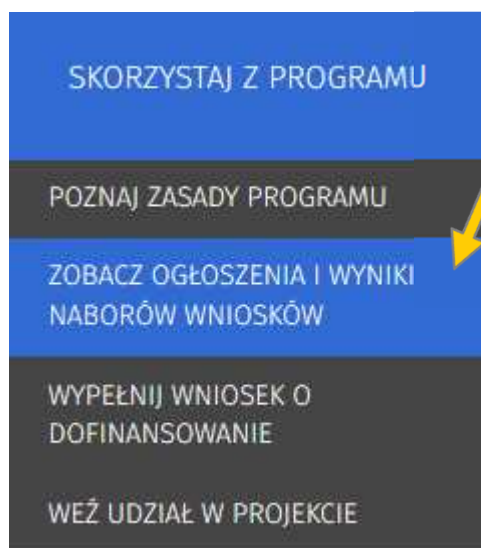 SKORZYSTAJ Z PROGRAMU
POZNAJ ZASADY PROGRAMU
ZOBACZ OGŁOSZENIA I WYNIKI
NABORÓW WNIOSKÓW
WYPEŁNIJ WNIOSEK O
DOFINANSOWANIE
WEŹ UDZIAŁ W PROJEKCIE